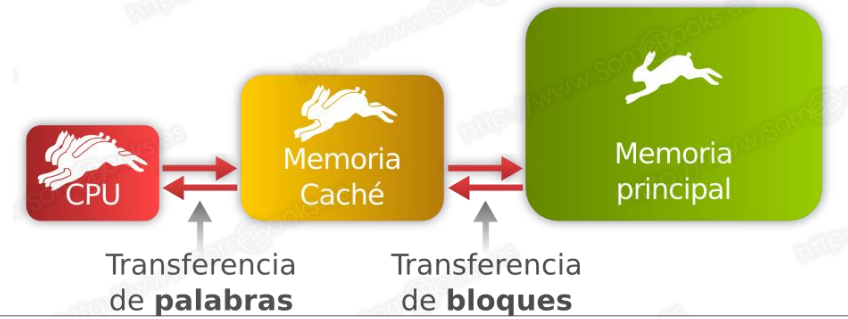 CPU
Memoria
Caché
Memoria
principal
Transferencia
de palabras
Transferencia
de bloques